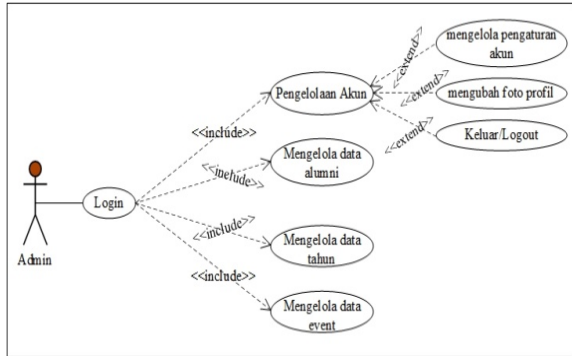 mengelola pengaturan
akun
<<extend>>
Pengelolaan Akun
<<extend>>
mengubah foto profil
<<extend>>
Keluar/Logout
<<include>>
Mengelola data
alumni
<<include>>
Login
Admin
<<include>>
Mengelola data
tahun
<<include>>
Mengelola data
event